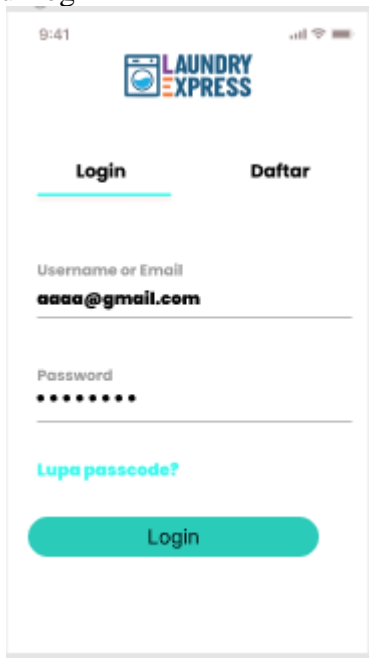 9:41
LAUNDRY
EXPRESS
Login Daftar
Username or Email
aaaa@gmail.com
Password
••••••••
Lupa passcode?
Login